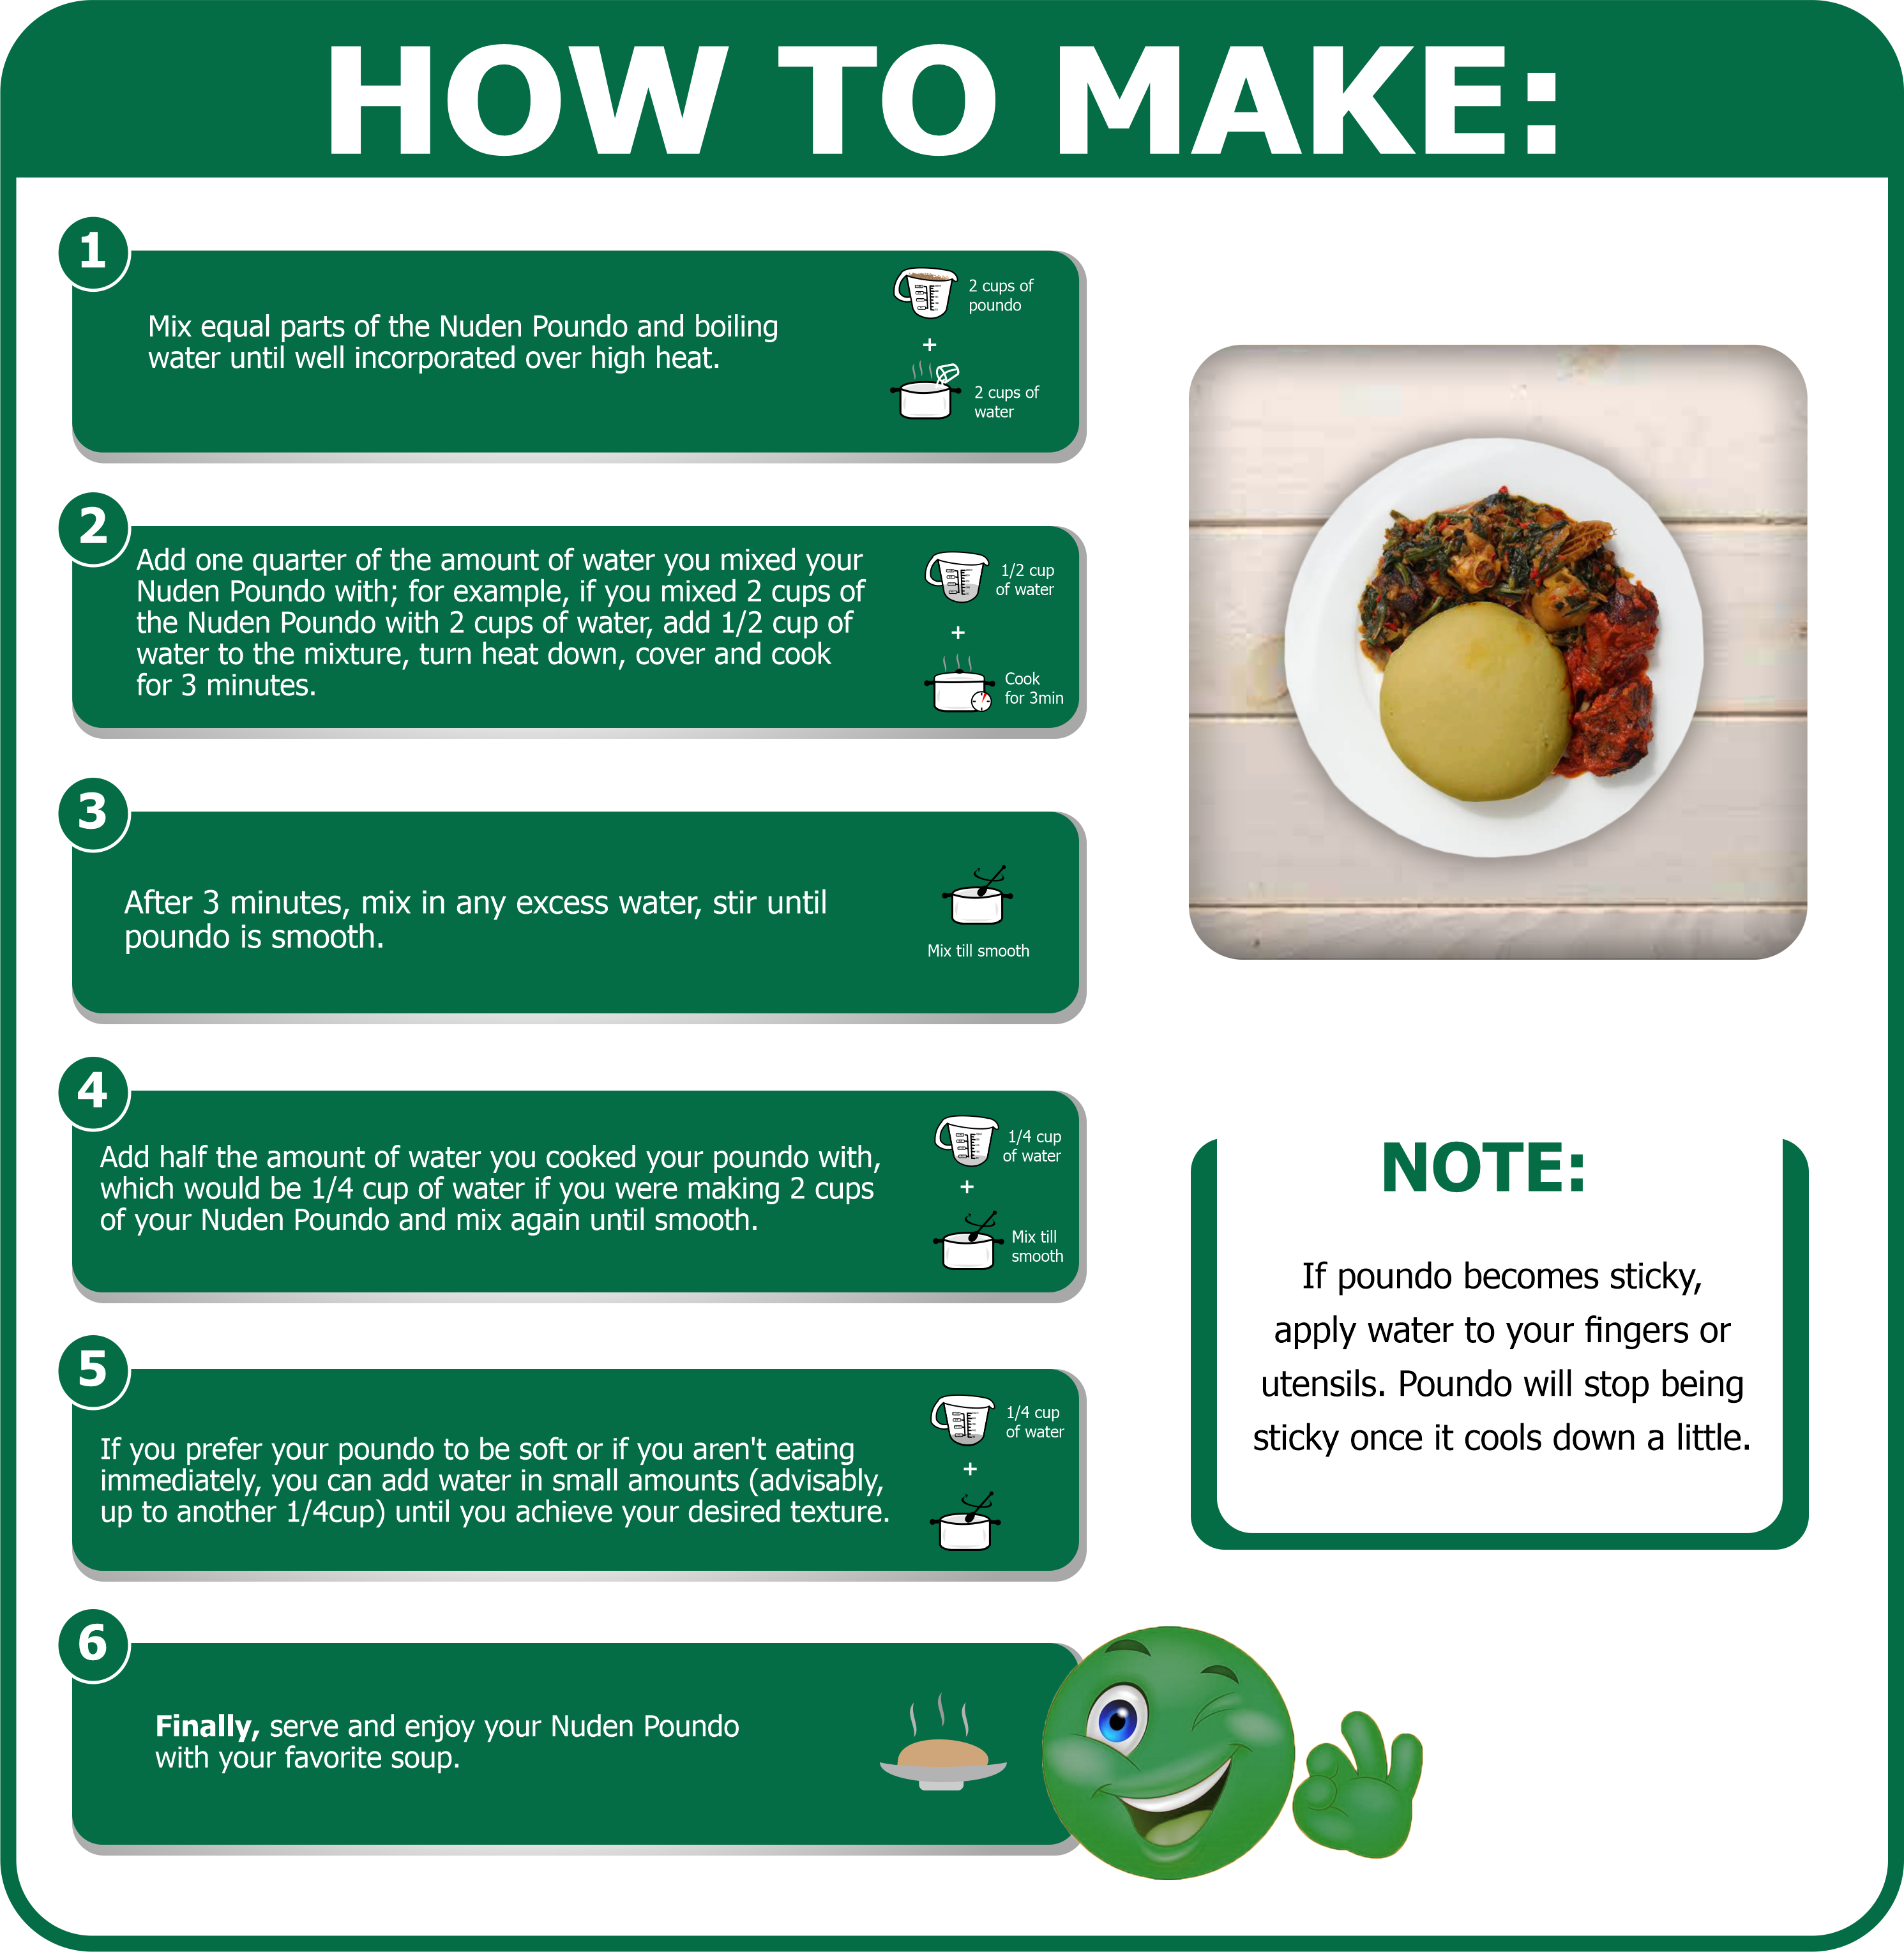 HOW TO MAKE:
1
Mix equal parts of the Nuden Poundo and boiling
water until well incorporated over high heat.
2 cups of
poundo
+
2 cups of
water
2
Add one quarter of the amount of water you mixed your
Nuden Poundo with; for example, if you mixed 2 cups of
the Nuden Poundo with 2 cups of water, add 1/2 cup of
water to the mixture, turn heat down, cover and cook
for 3 minutes.
1/2 cup
of water
+
Cook
for 3min
3
After 3 minutes, mix in any excess water, stir until
poundo is smooth.
Mix till smooth
4
Add half the amount of water you cooked your poundo with,
which would be 1/4 cup of water if you were making 2 cups
of your Nuden Poundo and mix again until smooth.
1/4 cup
of water
+
Mix till
smooth
5
If you prefer your poundo to be soft or if you aren't eating
immediately, you can add water in small amounts (advisably,
up to another 1/4cup) until you achieve your desired texture.
1/4 cup
of water
+
6
Finally, serve and enjoy your Nuden Poundo
with your favorite soup.
NOTE:
If poundo becomes sticky,
apply water to your fingers or
utensils. Poundo will stop being
sticky once it cools down a little.